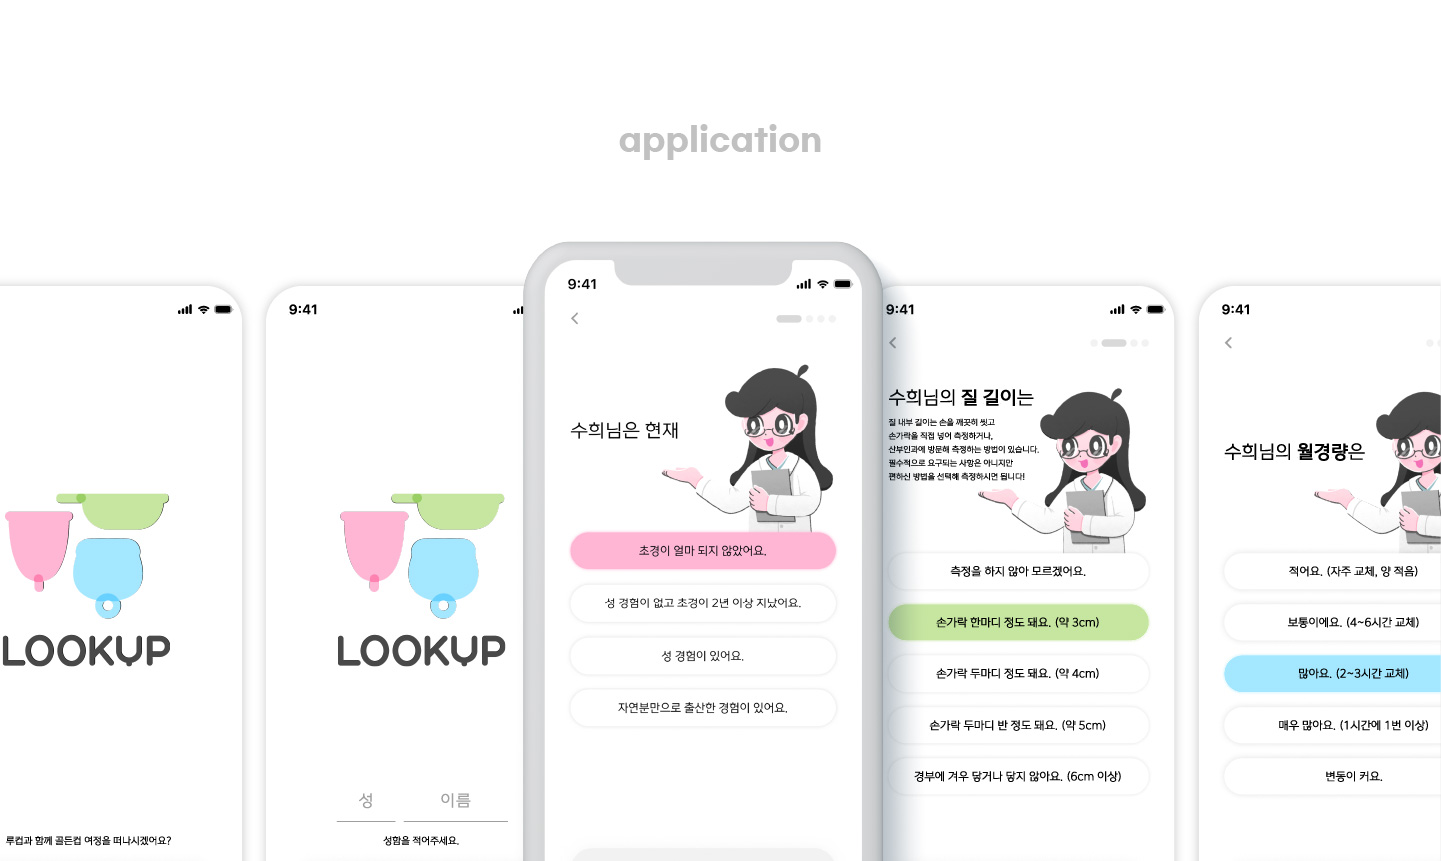 application
LOOKUP
루컵과 함께 골든컵 여정을 떠나시겠어요?
9:41
LOOKUP
성 이름
성함을 적어주세요.
9:41
수희님은 현재
초경이 얼마 되지 않았어요.
성 경험이 없고 초경이 2년 이상 지났어요.
성 경험이 있어요.
자연분만으로 출산한 경험이 있어요.
9:41
수희님의 질 길이는
질 내부 길이는 손을 깨끗히 씻고
손가락을 직접 넣어 측정하거나,
산부인과에 방문해 측정하는 방법이 있습니다.
필수적으로 요구되는 사항은 아니지만
편하신 방법을 선택해 측정하시면 됩니다!
측정을 하지 않아 모르겠어요.
손가락 한마디 정도 돼요. (약 3cm)
손가락 두마디 정도 돼요. (약 4cm)
손가락 두마디 반 정도 돼요. (약 5cm)
경부에 겨우 닿거나 닿지 않아요. (6cm 이상)
9:41
수희님의 월경량은
적어요. (자주 교체, 양 적음)
보통이에요. (4~6시간 교체)
많아요. (2~3시간 교체)
매우 많아요. (1시간에 1번 이상)
변동이 커요.